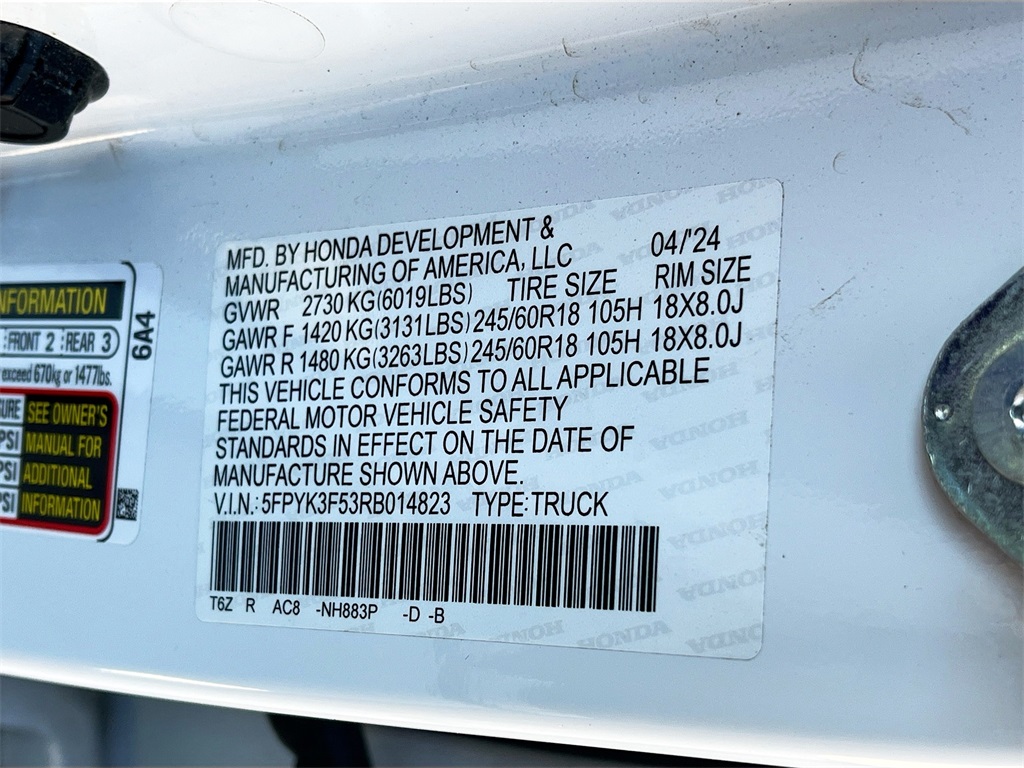 MFD. BY HONDA DEVELOPMENT &
MANUFACTURING OF AMERICA, LLC 04/'24
GVWR 2730 KG(6019LBS) TIRE SIZE RIM SIZE
GAWR F 1420 KG(3131LBS) 245/60R18 105H 18X8.0J
GAWR R 1480 KG(3263LBS) 245/60R18 105H 18X8.0J
THIS VEHICLE CONFORMS TO ALL APPLICABLE
FEDERAL MOTOR VEHICLE SAFETY
STANDARDS IN EFFECT ON THE DATE OF
MANUFACTURE SHOWN ABOVE.
V.I.N.: 5FPYK3F53RB014823 TYPE:TRUCK
T6Z R AC8 -NH883P -D -B
FRONT 2 REAR 3
exceed 670kg or 1477lbs.
6A4
SEE OWNER'S
PSI MANUAL FOR
PSI ADDITIONAL
PSI INFORMATION
HONDA